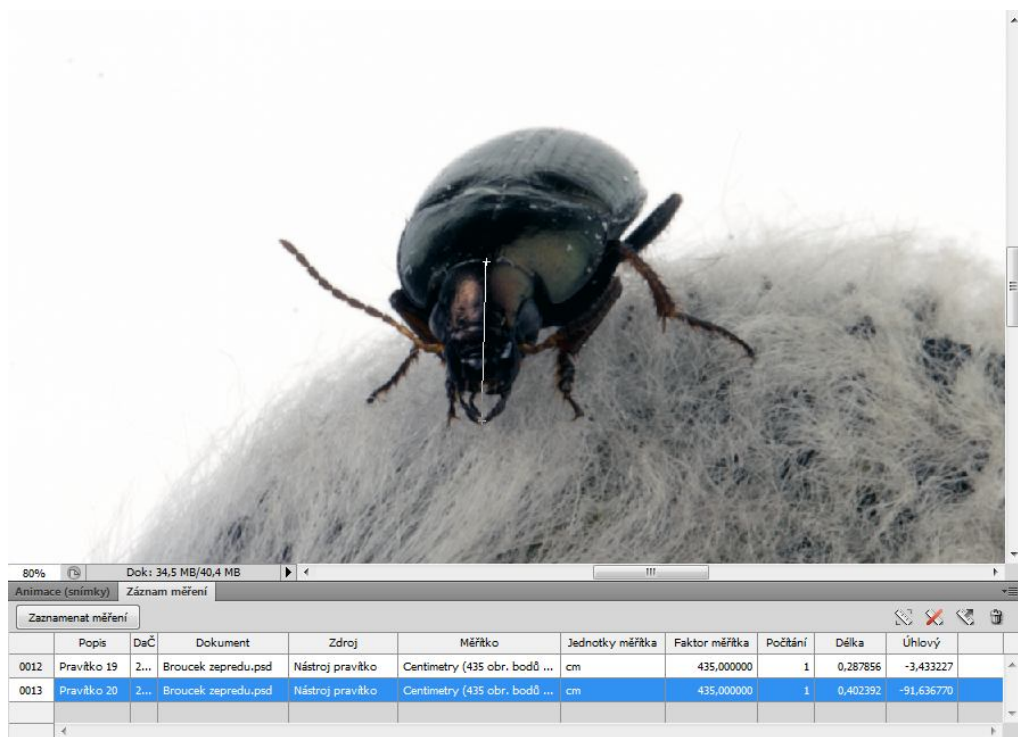 80% Dok: 34,5 MB/40,4 MB
Animace (snímky) Záznam měření
Zaznamenat měření
Popis DaČ Dokument Zdroj Měřítko Jednotky měřítka Faktor měřítka Počítání Délka Úhlový
0012 Pravítko 19 2... Broucek zepredu.psd Nástroj pravítko Centimetry (435 obr. bodů ... cm 435,000000 1 0,287856 -3,433227
0013 Pravítko 20 2... Broucek zepredu.psd Nástroj pravítko Centimetry (435 obr. bodů ... cm 435,000000 1 0,402392 -91,636770